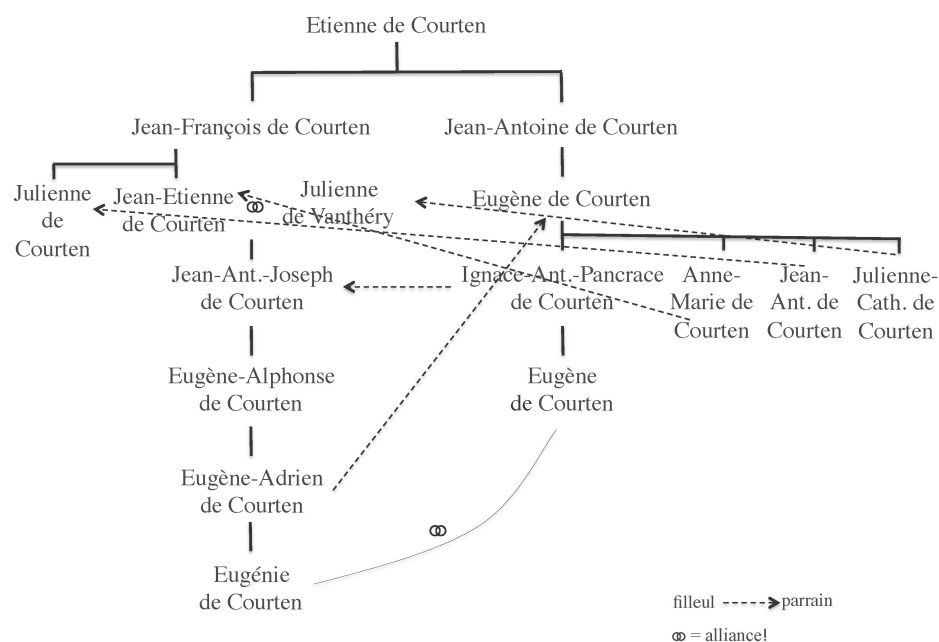 Etienne de Courten
Jean-François de Courten
Jean-Antoine de Courten
Julienne
de
Courten
Jean-Etienne
de Courten
Julienne
de Vanthéry
Eugène de Courten
Jean-Ant.-Joseph
de Courten
Ignace-Ant.-Pancrace
de Courten
Anne-
Marie de
Courten
Jean-
Ant. de
Courten
Julienne-
Cath. de
Courten
Eugène-Alphonse
de Courten
Eugène
de Courten
Eugène-Adrien
de Courten
Eugénie
de Courten
filleul parrain
= alliance!